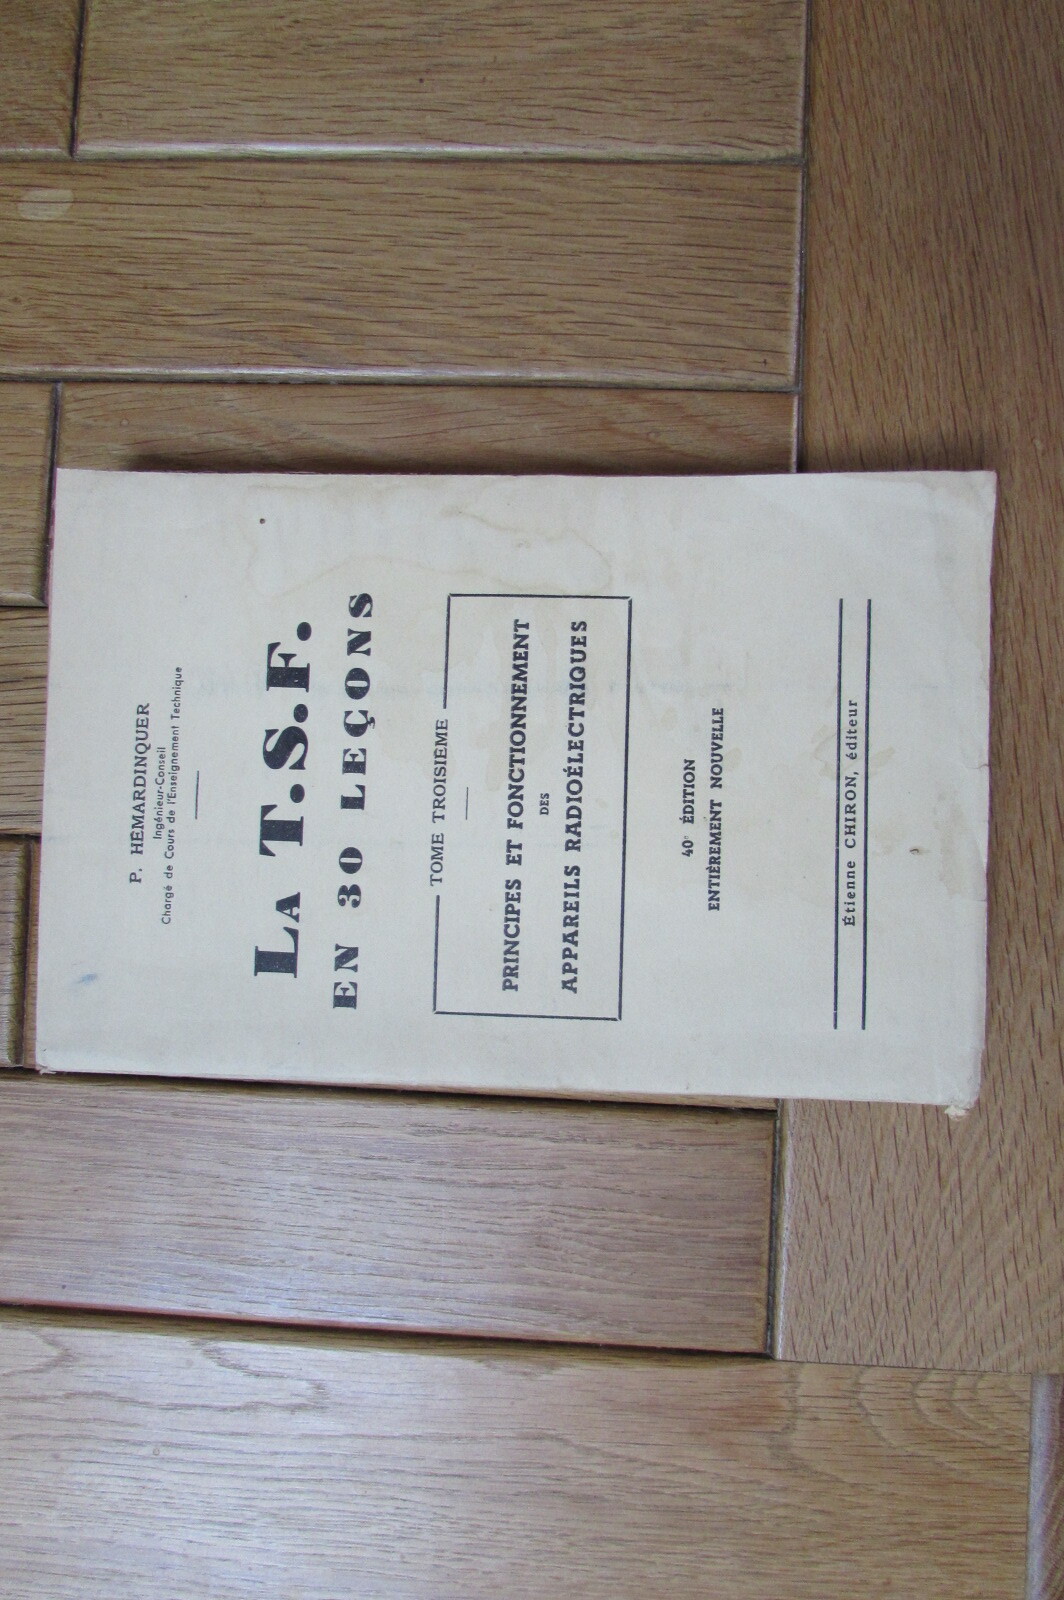 P. HÉMARDINQUER
Ingénieur-Conseil
Chargé de Cours de l'Enseignement Technique
LA T.S.F.
EN 30 LEÇONS
TOME TROISIEME
PRINCIPES ET FONCTIONNEMENT
DES
APPAREILS RADIOÉLECTRIQUES
40e ÉDITION
ENTIÈREMENT NOUVELLE
Étienne CHIRON, éditeur